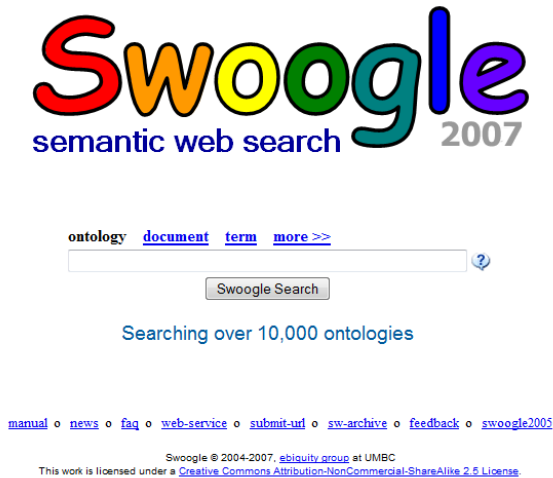 Swoogle
semantic web search 2007
ontology document term more >>
?
Swoogle Search
Searching over 10,000 ontologies
manual o news o faq o web-service o submit-url o sw-archive o feedback o swoogle2005
Swoogle © 2004-2007, ebiquity group at UMBC
This work is licensed under a Creative Commons Attribution-NonCommercial-ShareAlike 2.5 License.